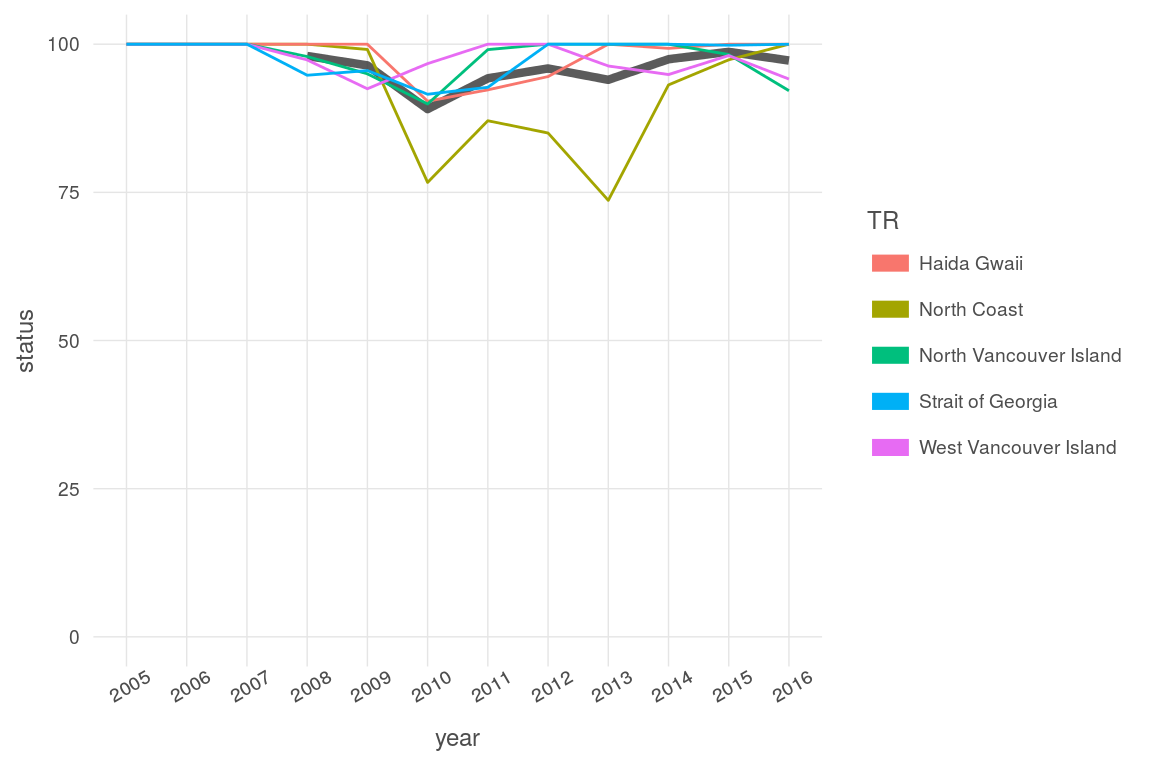 100
75
50
25
0
status
2005
2006
2007
2008
2009
2010
2011
2012
2013
2014
2015
2016
year
TR
Haida Gwaii
North Coast
North Vancouver Island
Strait of Georgia
West Vancouver Island